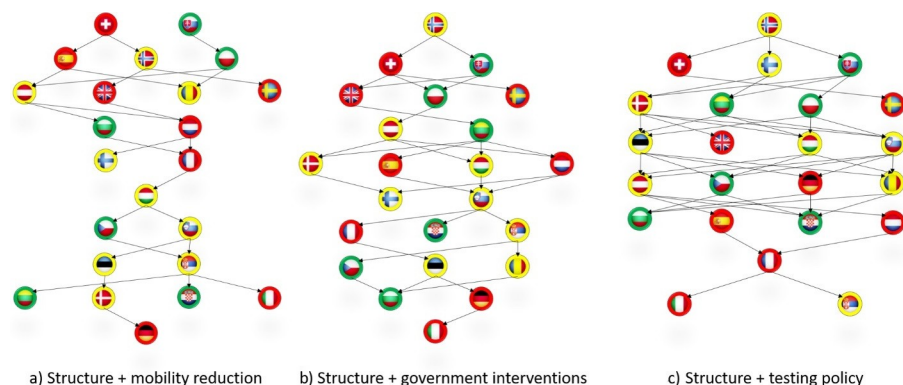 a) Structure + mobility reduction
b) Structure + government interventions
c) Structure + testing policy